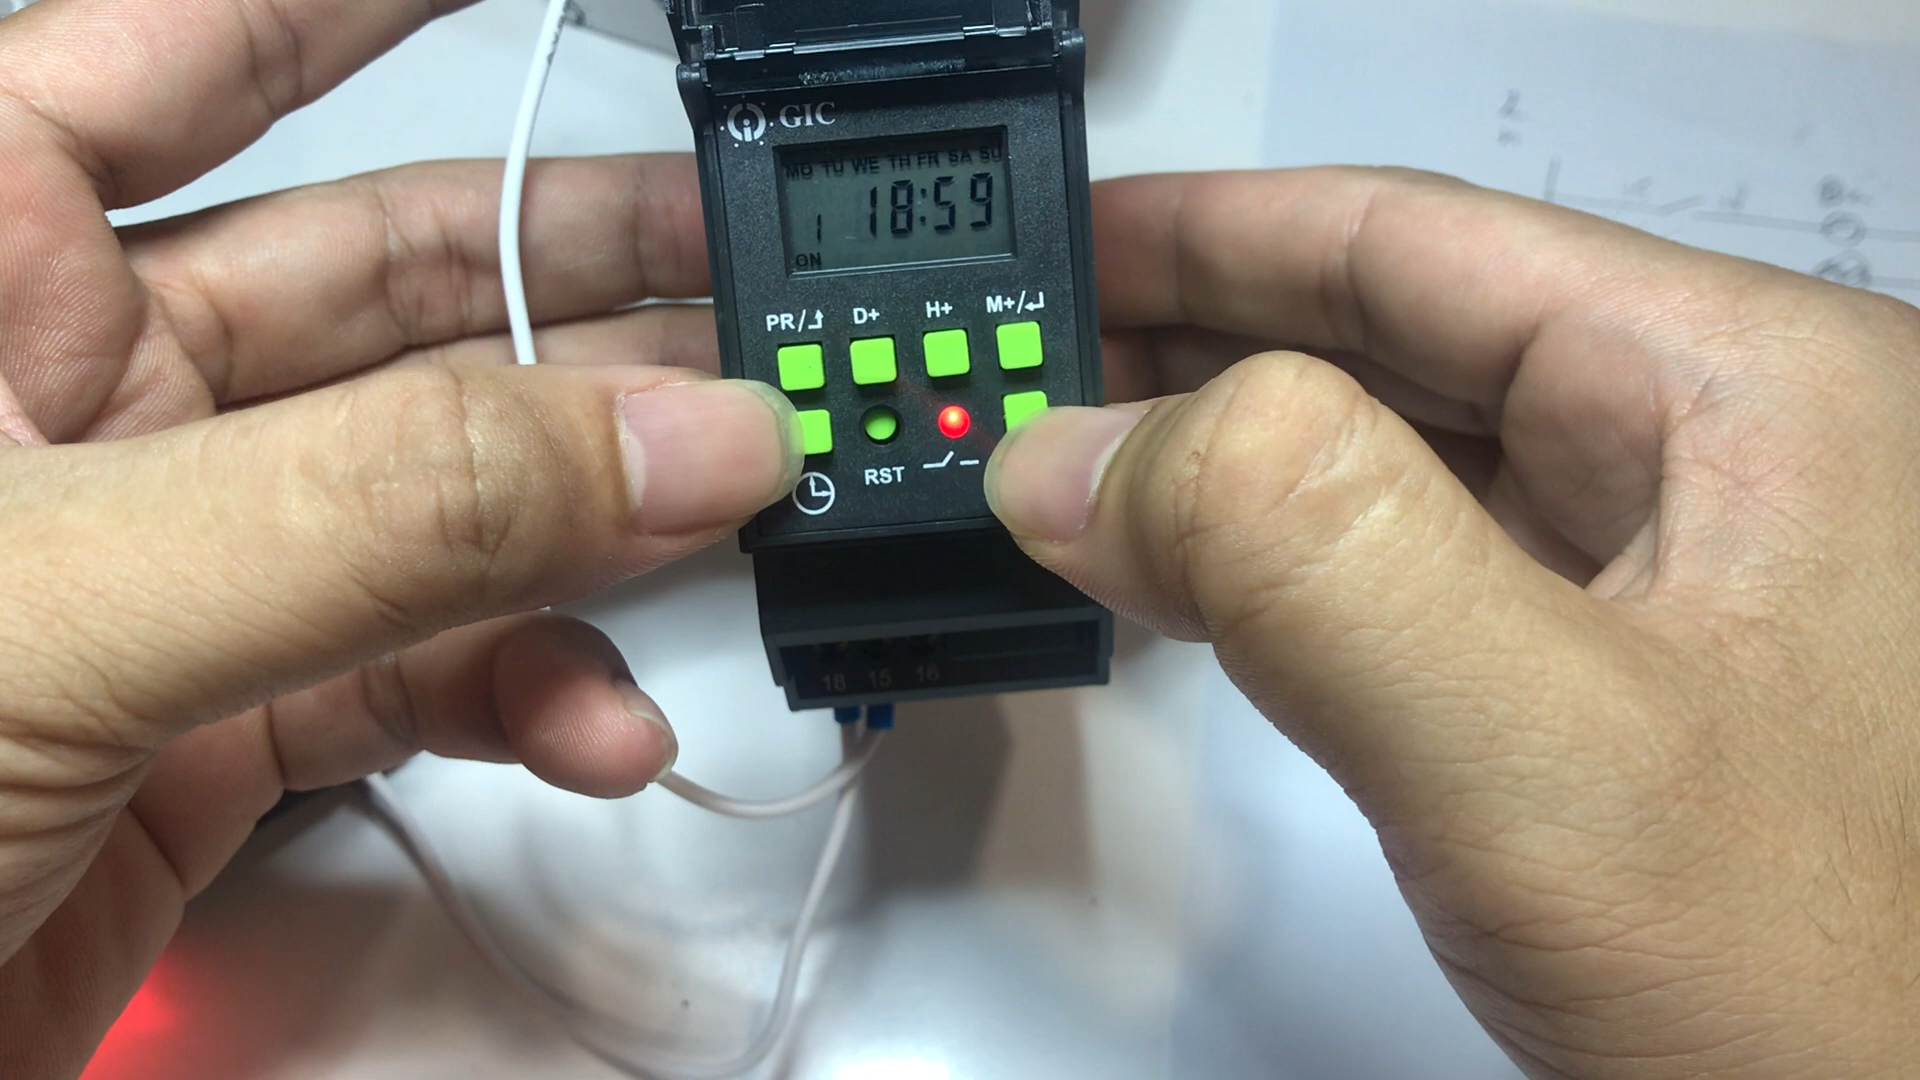 GIC
MO TU WE TH FR SA SU
1 18:59
ON
PR/ D+ H+ M+/
RST
18 15 16